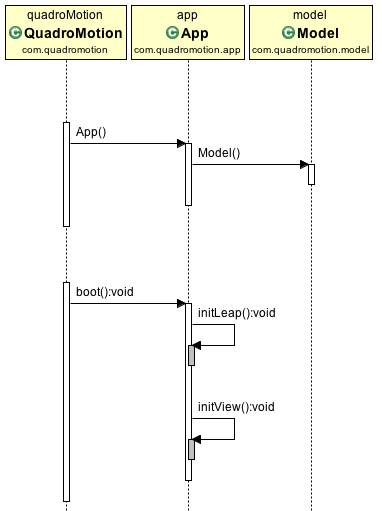 quadroMotion
C QuadroMotion
com.quadromotion
app
C App
com.quadromotion.app
model
C Model
com.quadromotion.model
App()
Model()
boot():void
initLeap():void
initView():void